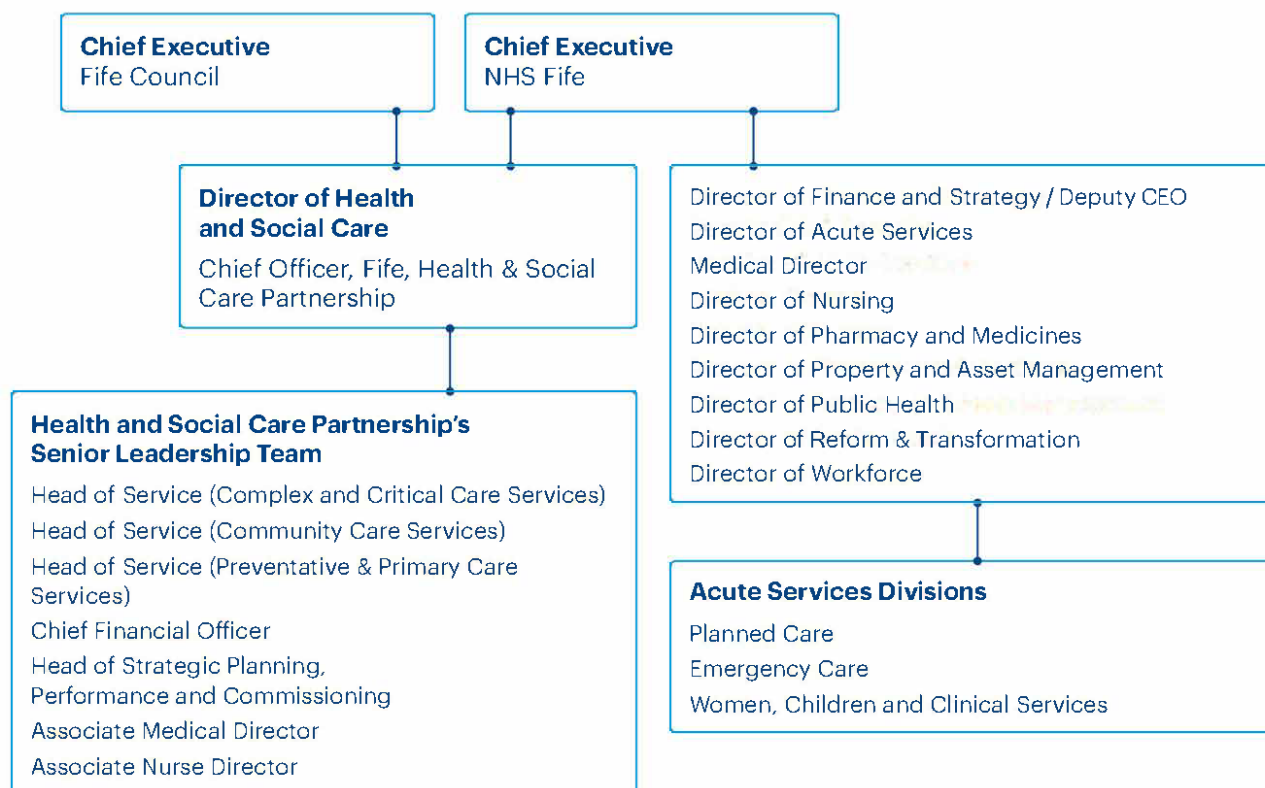 Chief Executive
Fife Council
Chief Executive
NHS Fife
Director of Health
and Social Care
Chief Officer, Fife, Health & Social
Care Partnership
Director of Finance and Strategy / Deputy CEO
Director of Acute Services
Medical Director
Director of Nursing
Director of Pharmacy and Medicines
Director of Property and Asset Management
Director of Public Health
Director of Reform & Transformation
Director of Workforce
Health and Social Care Partnership's
Senior Leadership Team
Head of Service (Complex and Critical Care Services)
Head of Service (Community Care Services)
Head of Service (Preventative & Primary Care
Services)
Chief Financial Officer
Head of Strategic Planning,
Performance and Commissioning
Associate Medical Director
Associate Nurse Director
Acute Services Divisions
Planned Care
Emergency Care
Women, Children and Clinical Services